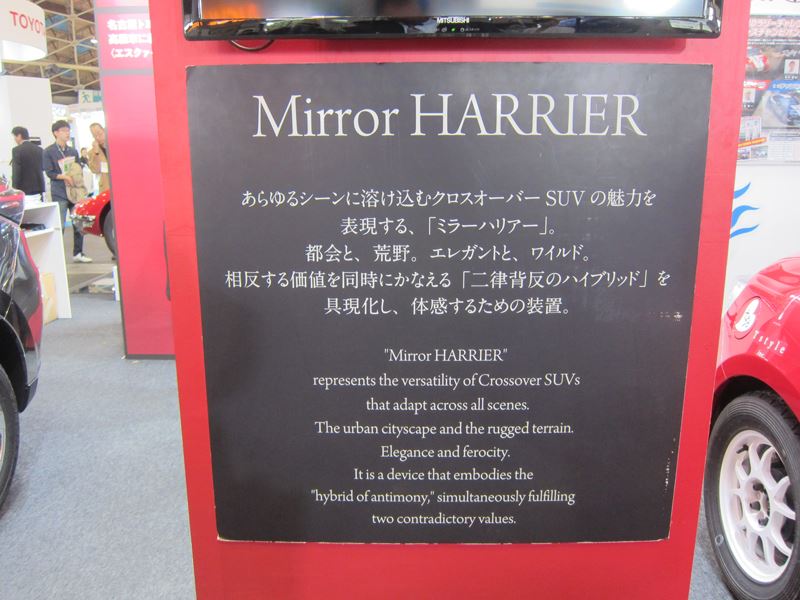 TOYOTA
MITSUBISHI
Mirror HARRIER
あらゆるシーンに溶け込むクロスオーバー SUV の魅力を
表現する、「ミラーハリアー」。
都会と、荒野。エレガントと、ワイルド。
相反する価値を同時にかなえる「二律背反のハイブリッド」を
具現化し、体感するための装置。
"Mirror HARRIER"
represents the versatility of Crossover SUVs
that adapt across all scenes.
The urban cityscape and the rugged terrain.
Elegance and ferocity.
It is a device that embodies the
"hybrid of antimony," simultaneously fulfilling
two contradictory values.